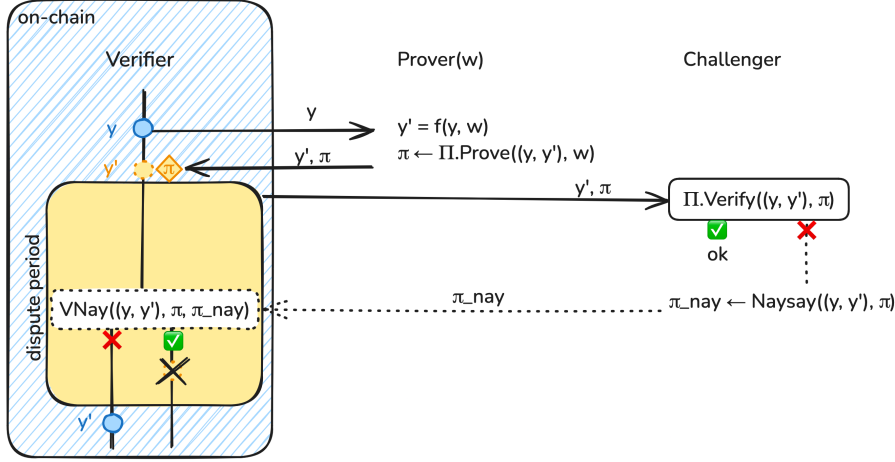 on-chain
Verifier
Prover(w)
Challenger
y
y
y' = f(y, w)
y'
π
y', π
π ← Π.Prove((y, y'), w)
y', π
Π.Verify((y, y'), π)
ok
dispute period
VNay((y, y'), π, π_nay)
π_nay
π_nay ← Naysay((y, y'), π)
y'